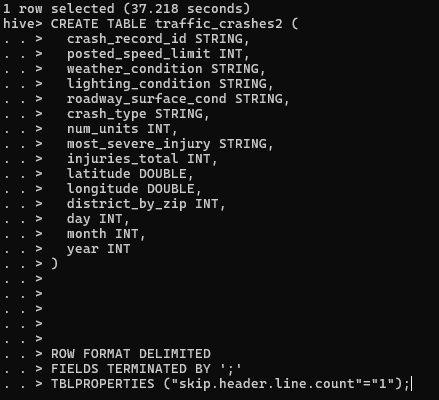 1 row selected (37.218 seconds)
hive> CREATE TABLE traffic_crashes2 (
. . >   crash_record_id STRING,
. . >   posted_speed_limit INT,
. . >   weather_condition STRING,
. . >   lighting_condition STRING,
. . >   roadway_surface_cond STRING,
. . >   crash_type STRING,
. . >   num_units INT,
. . >   most_severe_injury STRING,
. . >   injuries_total INT,
. . >   latitude DOUBLE,
. . >   longitude DOUBLE,
. . >   district_by_zip INT,
. . >   day INT,
. . >   month INT,
. . >   year INT
. . > )
. . >
. . >
. . >
. . >
. . >
. . > ROW FORMAT DELIMITED
. . > FIELDS TERMINATED BY ';'
. . > TBLPROPERTIES ("skip.header.line.count"="1");